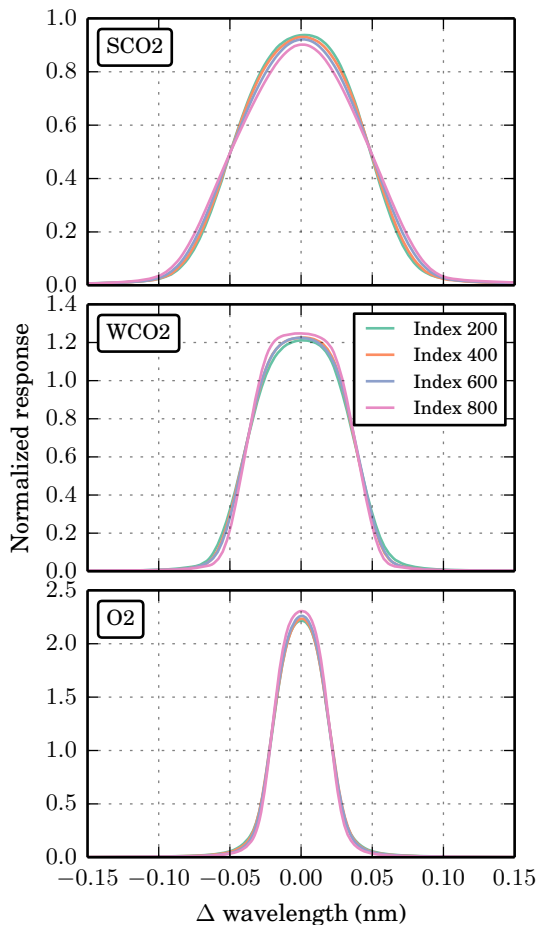 1.0
SCO2
0.8
0.6
0.4
0.2
0.0
1.4
WCO2
1.2
1.0
0.8
0.6
0.4
0.2
0.0
Index 200
Index 400
Index 600
Index 800
Normalized response
2.5
O2
2.0
1.5
1.0
0.5
0.0
−0.15 −0.10 −0.05 0.00 0.05 0.10 0.15
Δ wavelength (nm)